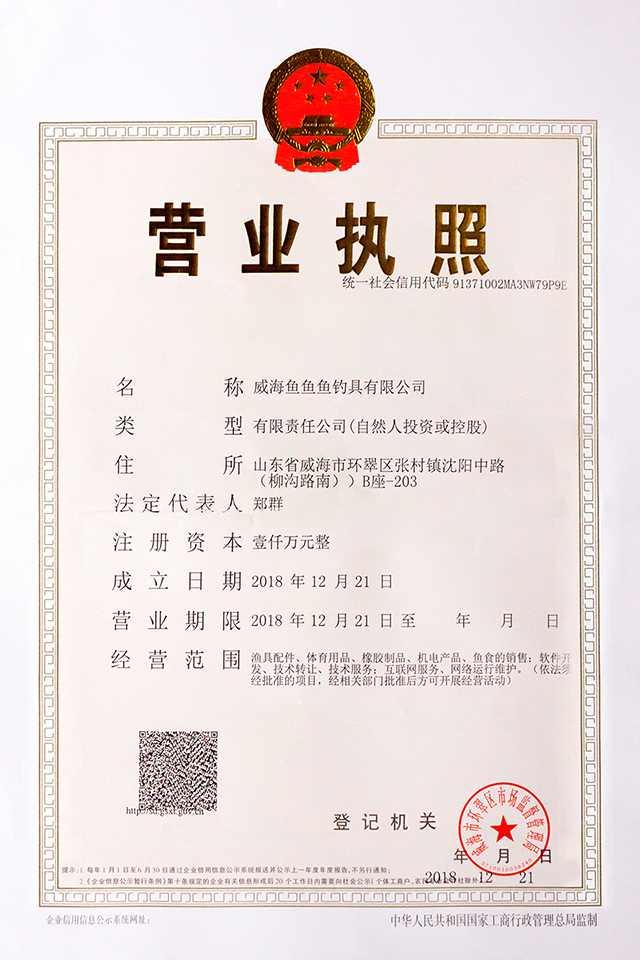 营业执照
统一社会信用代码 91371002MA3NW79P9E
名称 威海鱼鱼鱼钓具有限公司
类型 有限责任公司(自然人投资或控股)
住所 山东省威海市环翠区张村镇沈阳中路
（柳沟路南））B座-203
法定代表人 郑群
注册资本 壹仟万元整
成立日期 2018 年 12 月 21 日
营业期限 2018 年 12 月 21 日 至 年 月 日
经营范围 渔具配件、体育用品、橡胶制品、机电产品、鱼食的销售；软件开
发、技术转让、技术服务；互联网服务、网络运行维护。（依法须
经批准的项目，经相关部门批准后方可开展经营活动）
http://sd.gsxt.gov.cn
登记机关
威海市环翠区市场监督管理局
3710010038340
年 月 日
2018 12 21
提示：1.每年1月1日至6月30日通过企业信用信息公示系统报送并公示上一年度年度报告，不另行通知；
2.《企业信息公示暂行条例》第十条规定的企业有关信息形成后20个工作日内需要向社会公示(个体工商户、农民专业合作社除外)
企业信用信息公示系统网址：
中华人民共和国国家工商行政管理总局监制